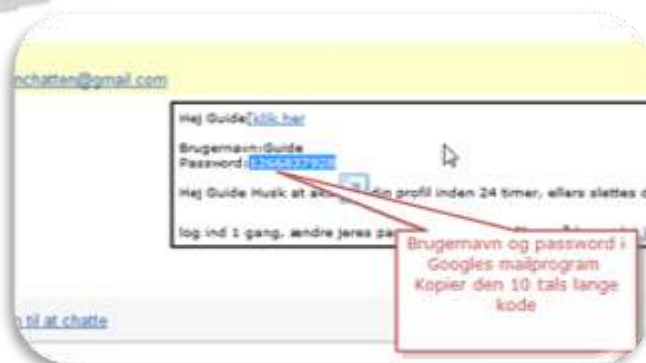 nchatten@gmail.com
Hej Guide[klik her
Brugernavn:Guide
Password:
Hej Guide Husk at din profil inden 24 timer, ellers slettes d
log ind 1 gang, ændre jeres
Brugernavn og password i
Googles mailprogram
Kopier den 10 tals lange
kode
n til at chatte